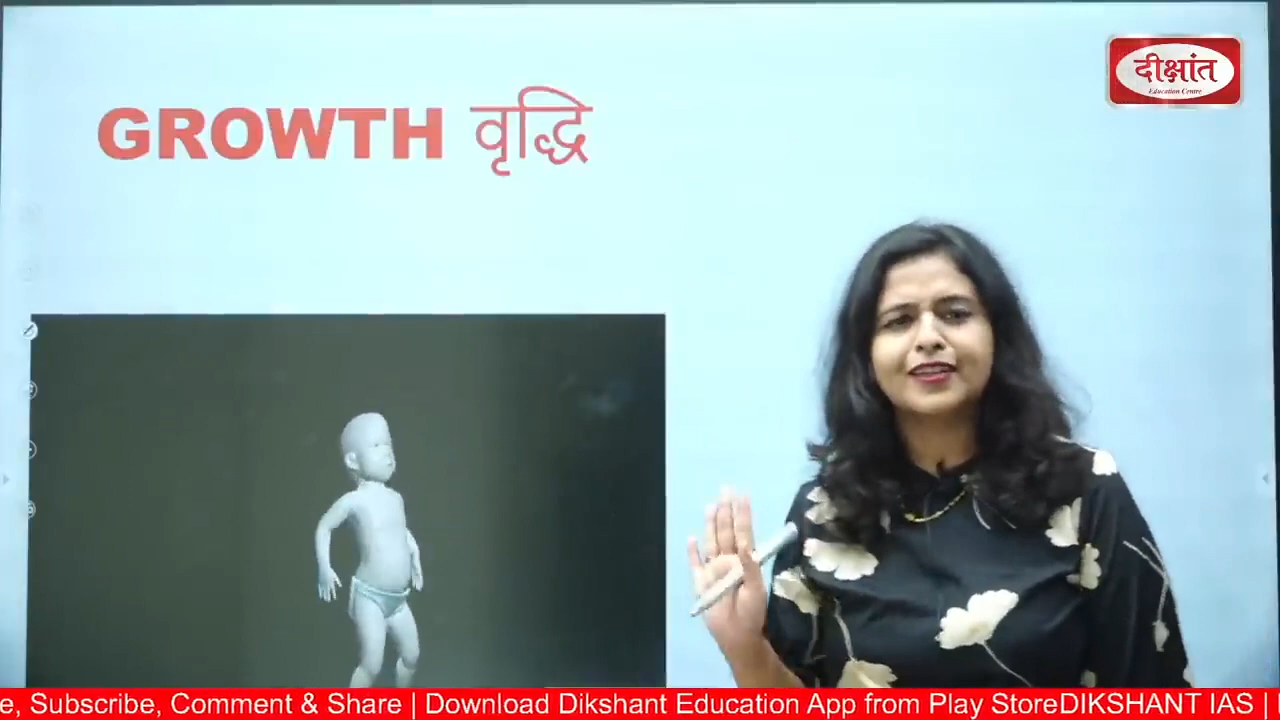 दीक्षांत
Education Centre
GROWTH वृद्धि
e, Subscribe, Comment & Share | Download Dikshant Education App from Play StoreDIKSHANT IAS |